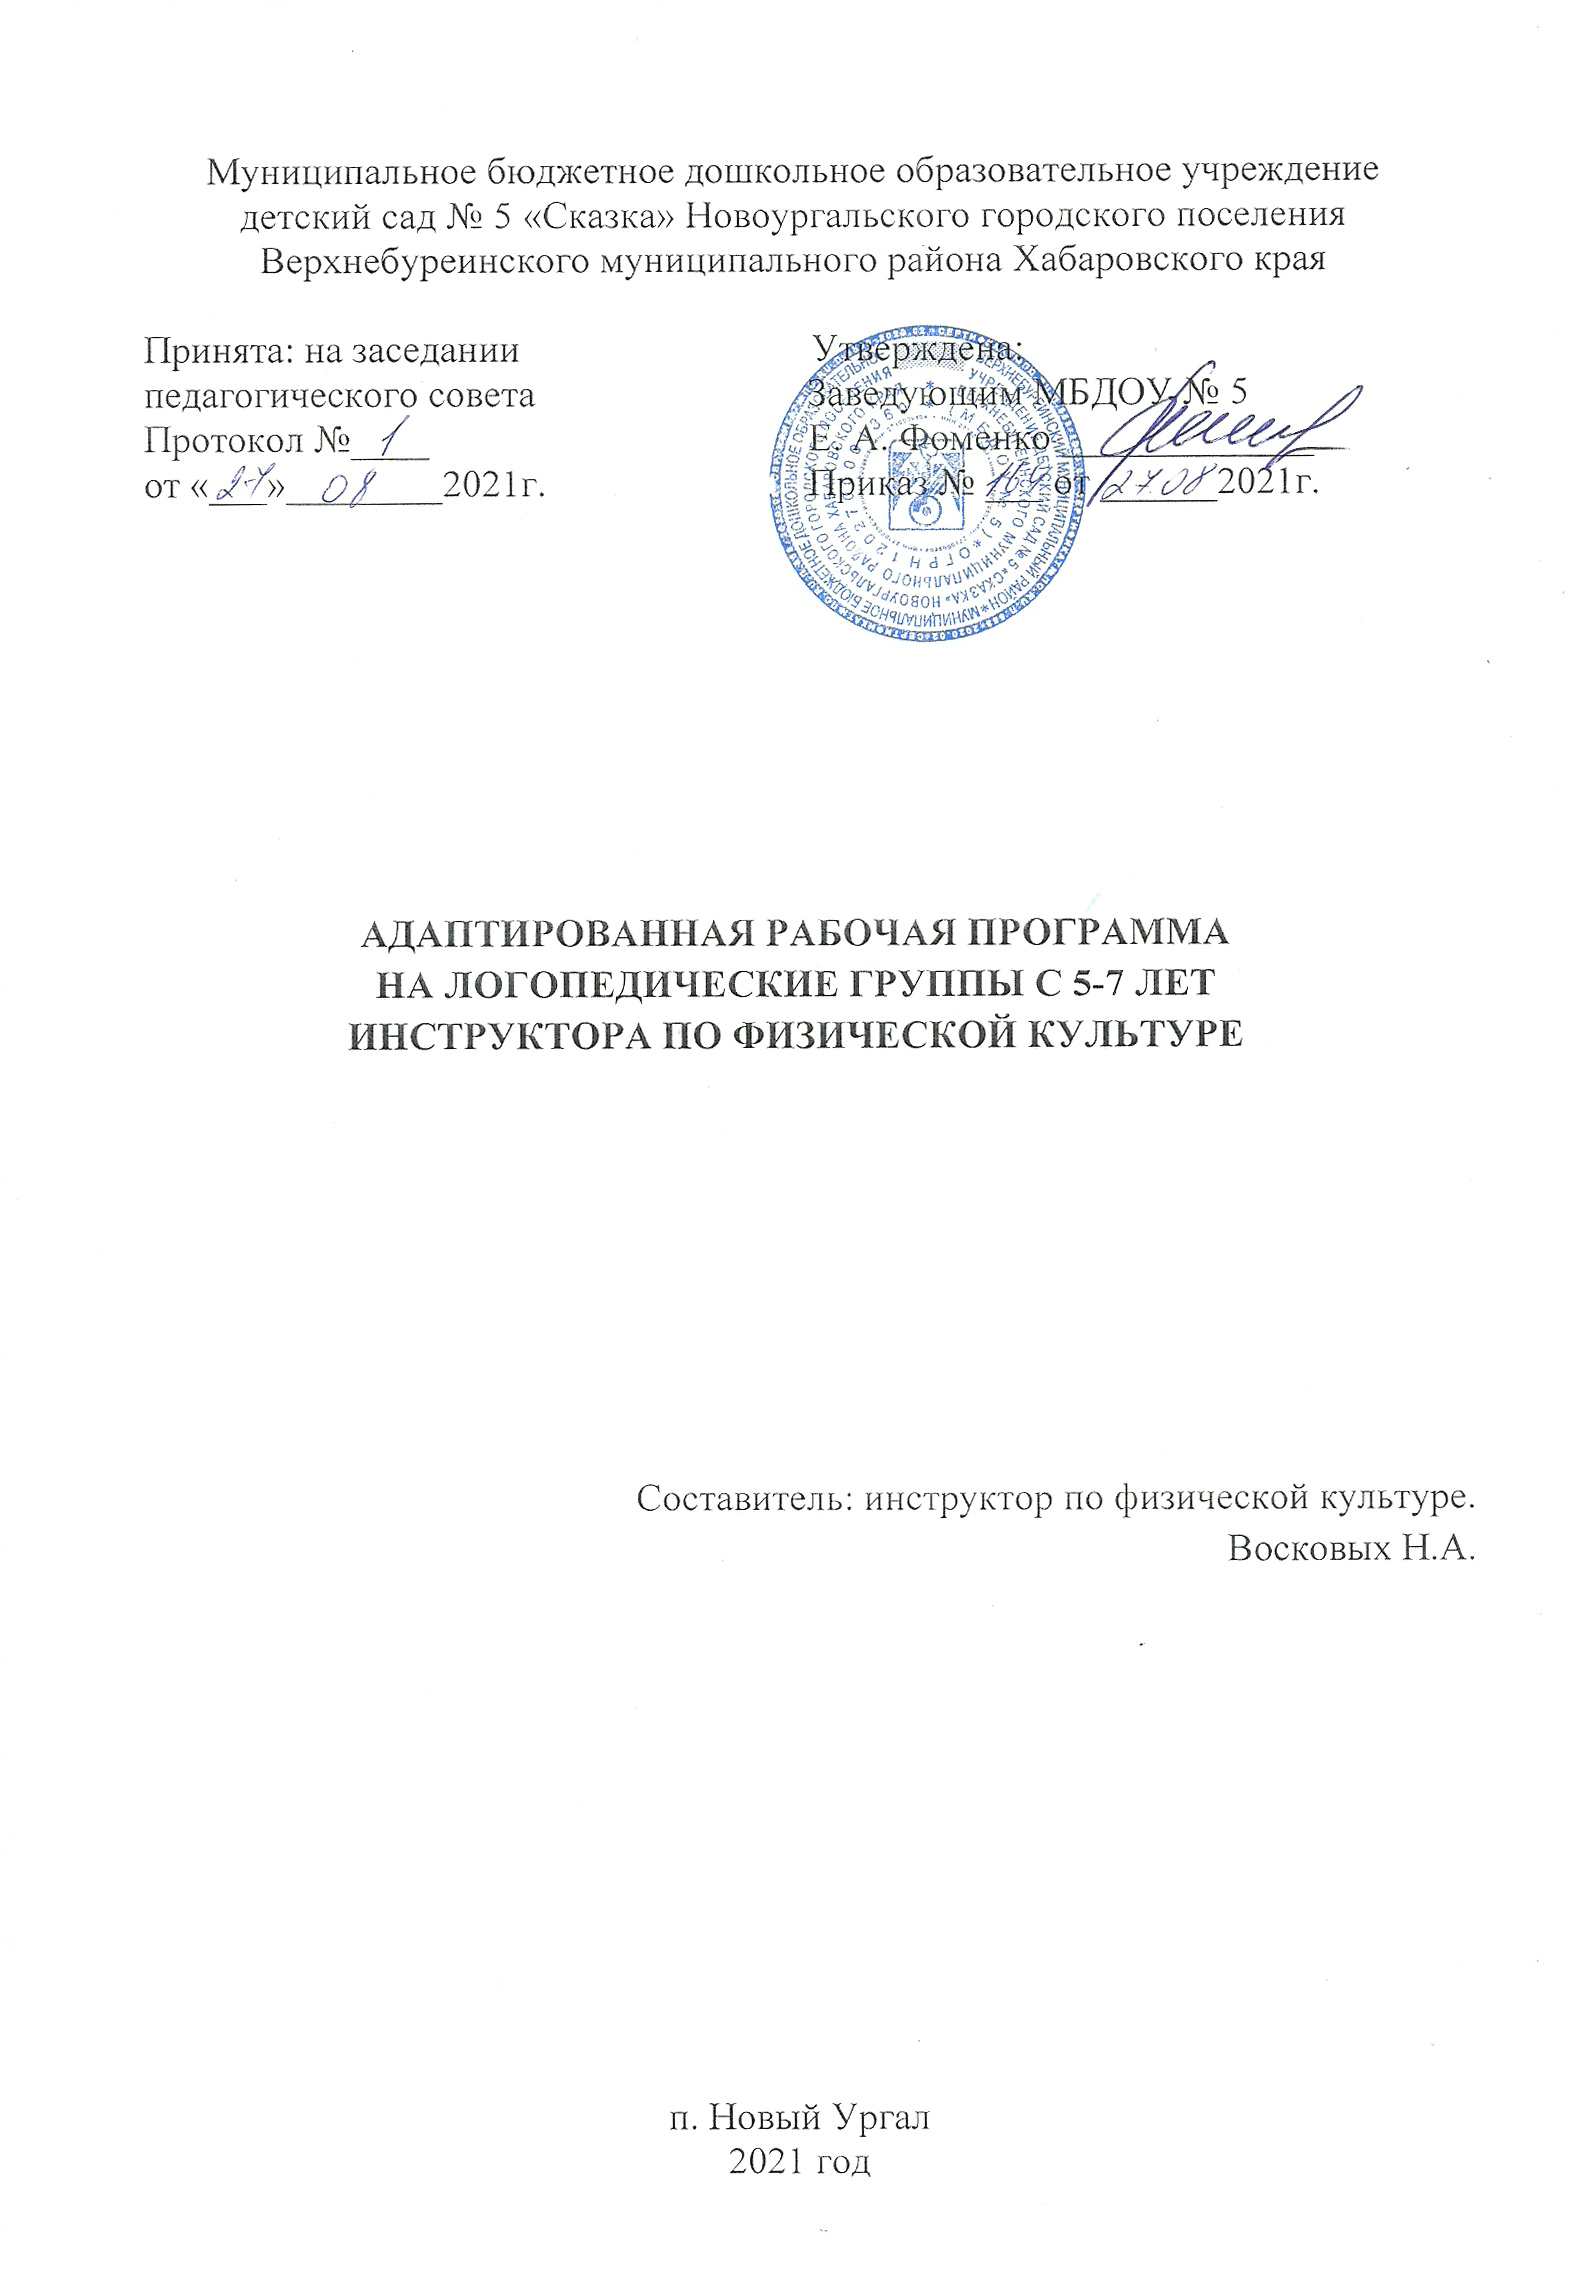 Муниципальное бюджетное дошкольное образовательное учреждение
детский сад № 5 «Сказка» Новоургальского городского поселения
Верхнебуреинского муниципального района Хабаровского края
Принята: на заседании
педагогического совета
Протокол № 1
от «27» 08 2021г.
Утверждена:
Заведующим МБДОУ № 5
Е. А. Фоменко
Приказ № от 27.08 2021г.
АДАПТИРОВАННАЯ РАБОЧАЯ ПРОГРАММА
НА ЛОГОПЕДИЧЕСКИЕ ГРУППЫ С 5-7 ЛЕТ
ИНСТРУКТОРА ПО ФИЗИЧЕСКОЙ КУЛЬТУРЕ
Составитель: инструктор по физической культуре.
Восковых Н.А.
п. Новый Ургал
2021 год